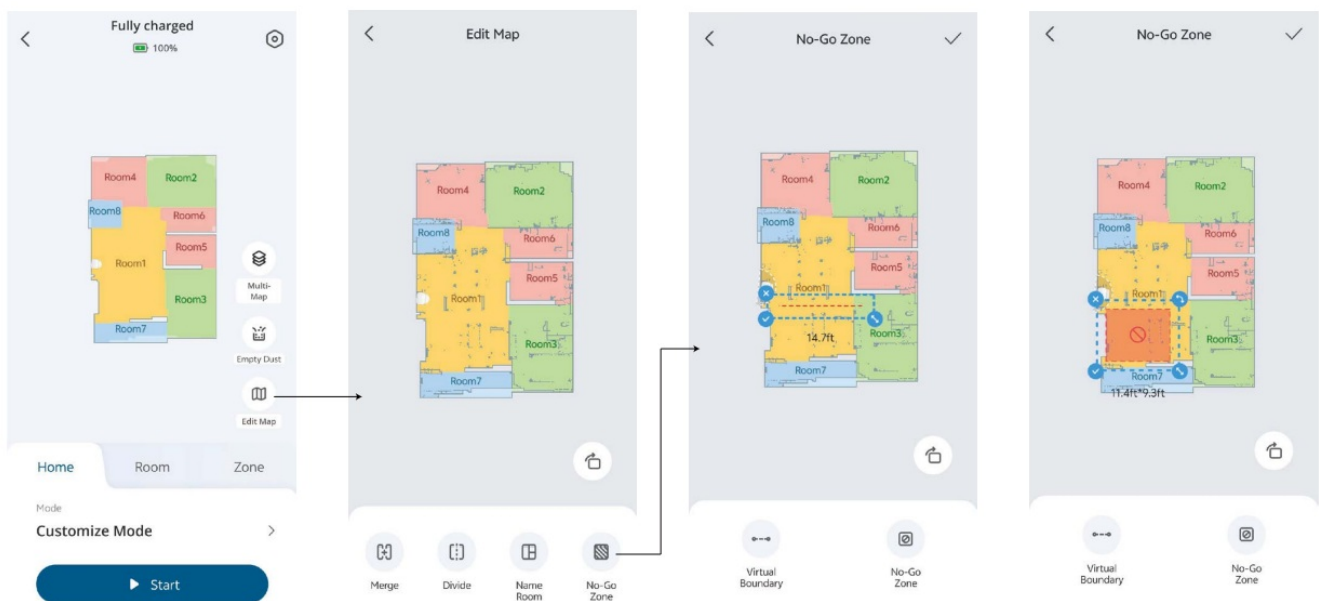 Fully charged
100%
Room4
Room2
Room8
Room6
Room5
Room1
Room3
Room7
Multi-
Map
Empty Dust
Edit Map
Home
Room
Zone
Mode
Customize Mode
Start
Edit Map
Room4
Room2
Room8
Room6
Room5
Room1
Room3
Room7
Merge
Divide
Name
Room
No-Go
Zone
No-Go Zone
Room4
Room2
Room8
Room6
Room5
Room1
Room3
14.7ft
Room7
Virtual
Boundary
No-Go
Zone
No-Go Zone
Room4
Room2
Room8
Room6
Room5
Room1
Room3
Room7
11.4ft*9.3ft
Virtual
Boundary
No-Go
Zone